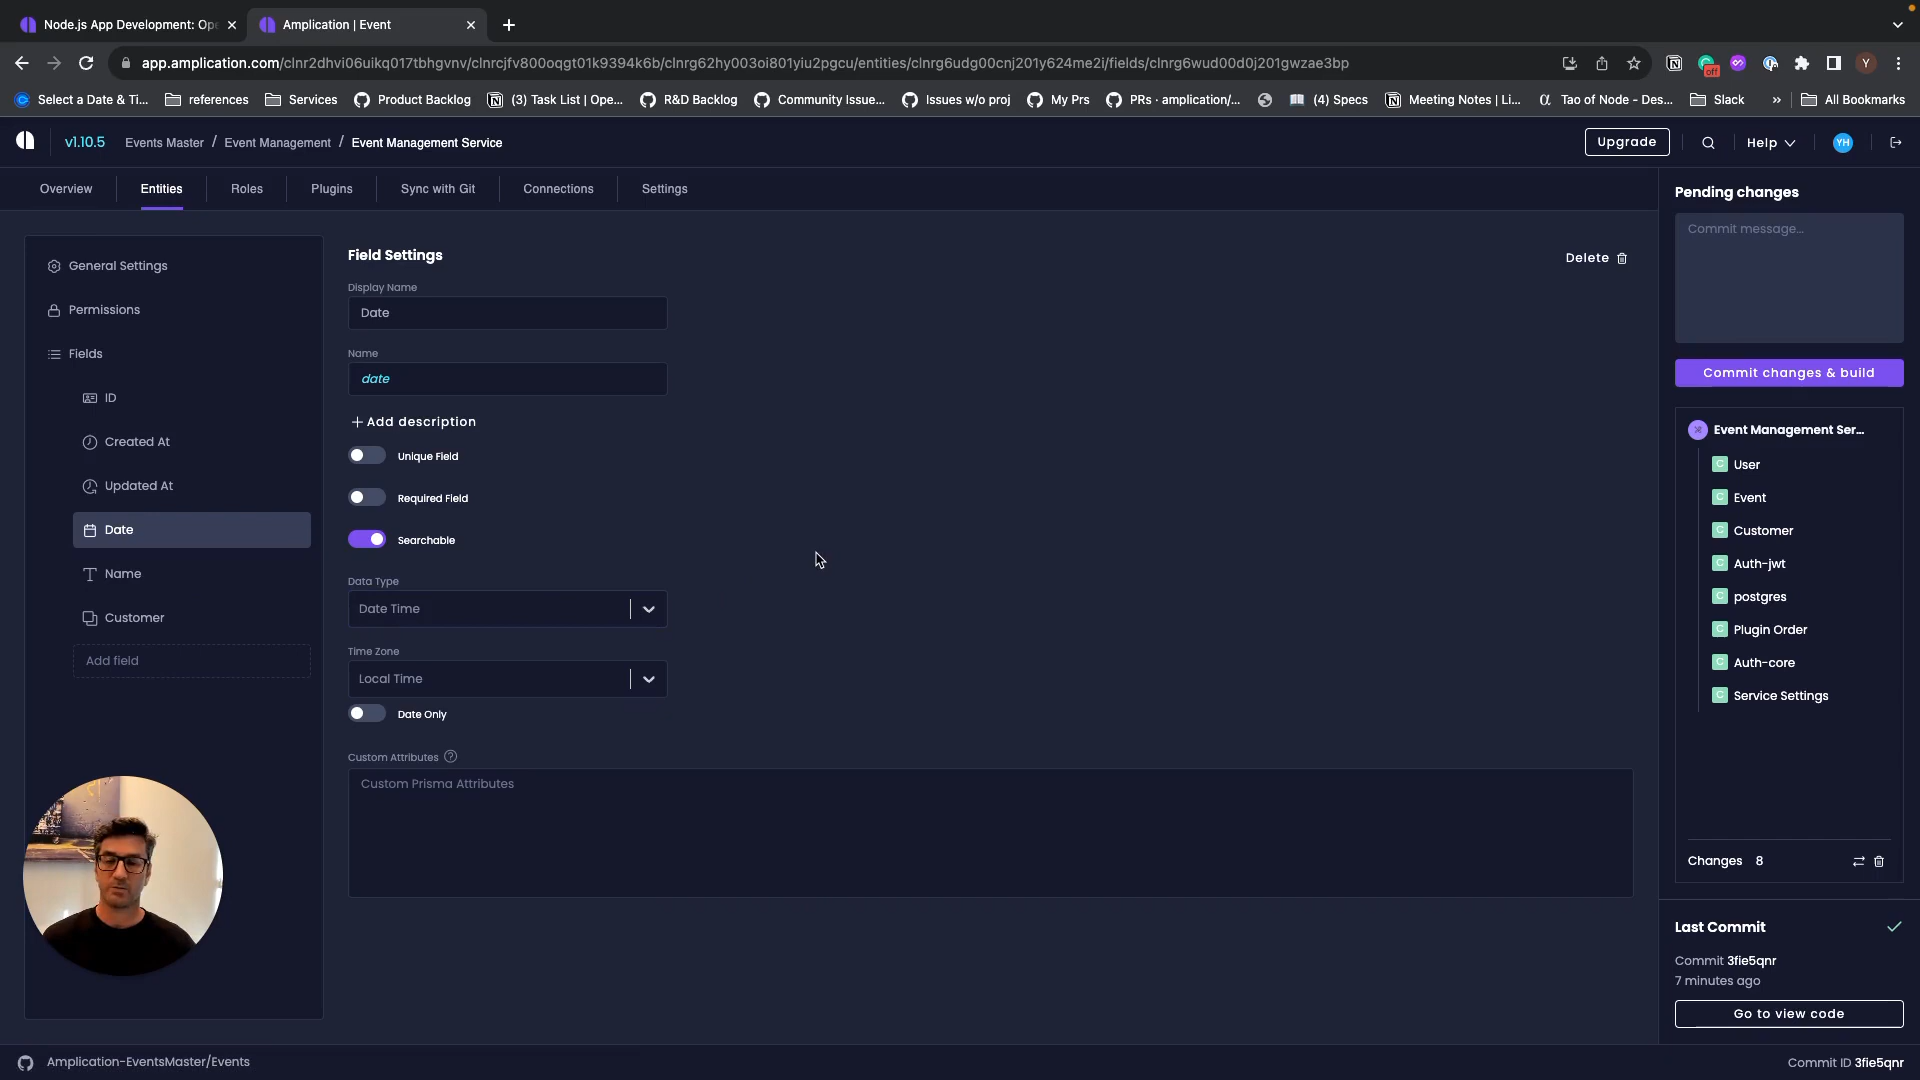 Node.js App Development: Ope
Amplication | Event
app.amplication.com/clnr2dhvi06uikq017tbhgvnv/clnrcjfv800oqgt01k9394k6b/clnrg62hy003oi801yiu2pgcu/entities/clnrg6udg00cnj201y624me2i/fields/clnrg6wud00d0j201gwzae3bp
off
Y
Select a Date & Ti...
references
Services
Product Backlog
(3) Task List | Ope...
R&D Backlog
Community Issue...
Issues w/o proj
My Prs
PRs · amplication/...
(4) Specs
Meeting Notes | Li...
Tao of Node - Des...
Slack
»
All Bookmarks
v1.10.5
Events Master / Event Management / Event Management Service
Upgrade
Help
YH
Overview
Entities
Roles
Plugins
Sync with Git
Connections
Settings
General Settings
Permissions
Fields
ID
Created At
Updated At
Date
Name
Customer
Add field
Field Settings
Delete
Display Name
Date
Name
date
+ Add description
Unique Field
Required Field
Searchable
Data Type
Date Time
Time Zone
Local Time
Date Only
Custom Attributes ?
Custom Prisma Attributes
Pending changes
Commit message...
Commit changes & build
Event Management Ser...
C User
C Event
C Customer
C Auth-jwt
C postgres
C Plugin Order
C Auth-core
C Service Settings
Changes 8
Last Commit
Commit 3fie5qnr
7 minutes ago
Go to view code
Amplication-EventsMaster/Events
Commit ID 3fie5qnr